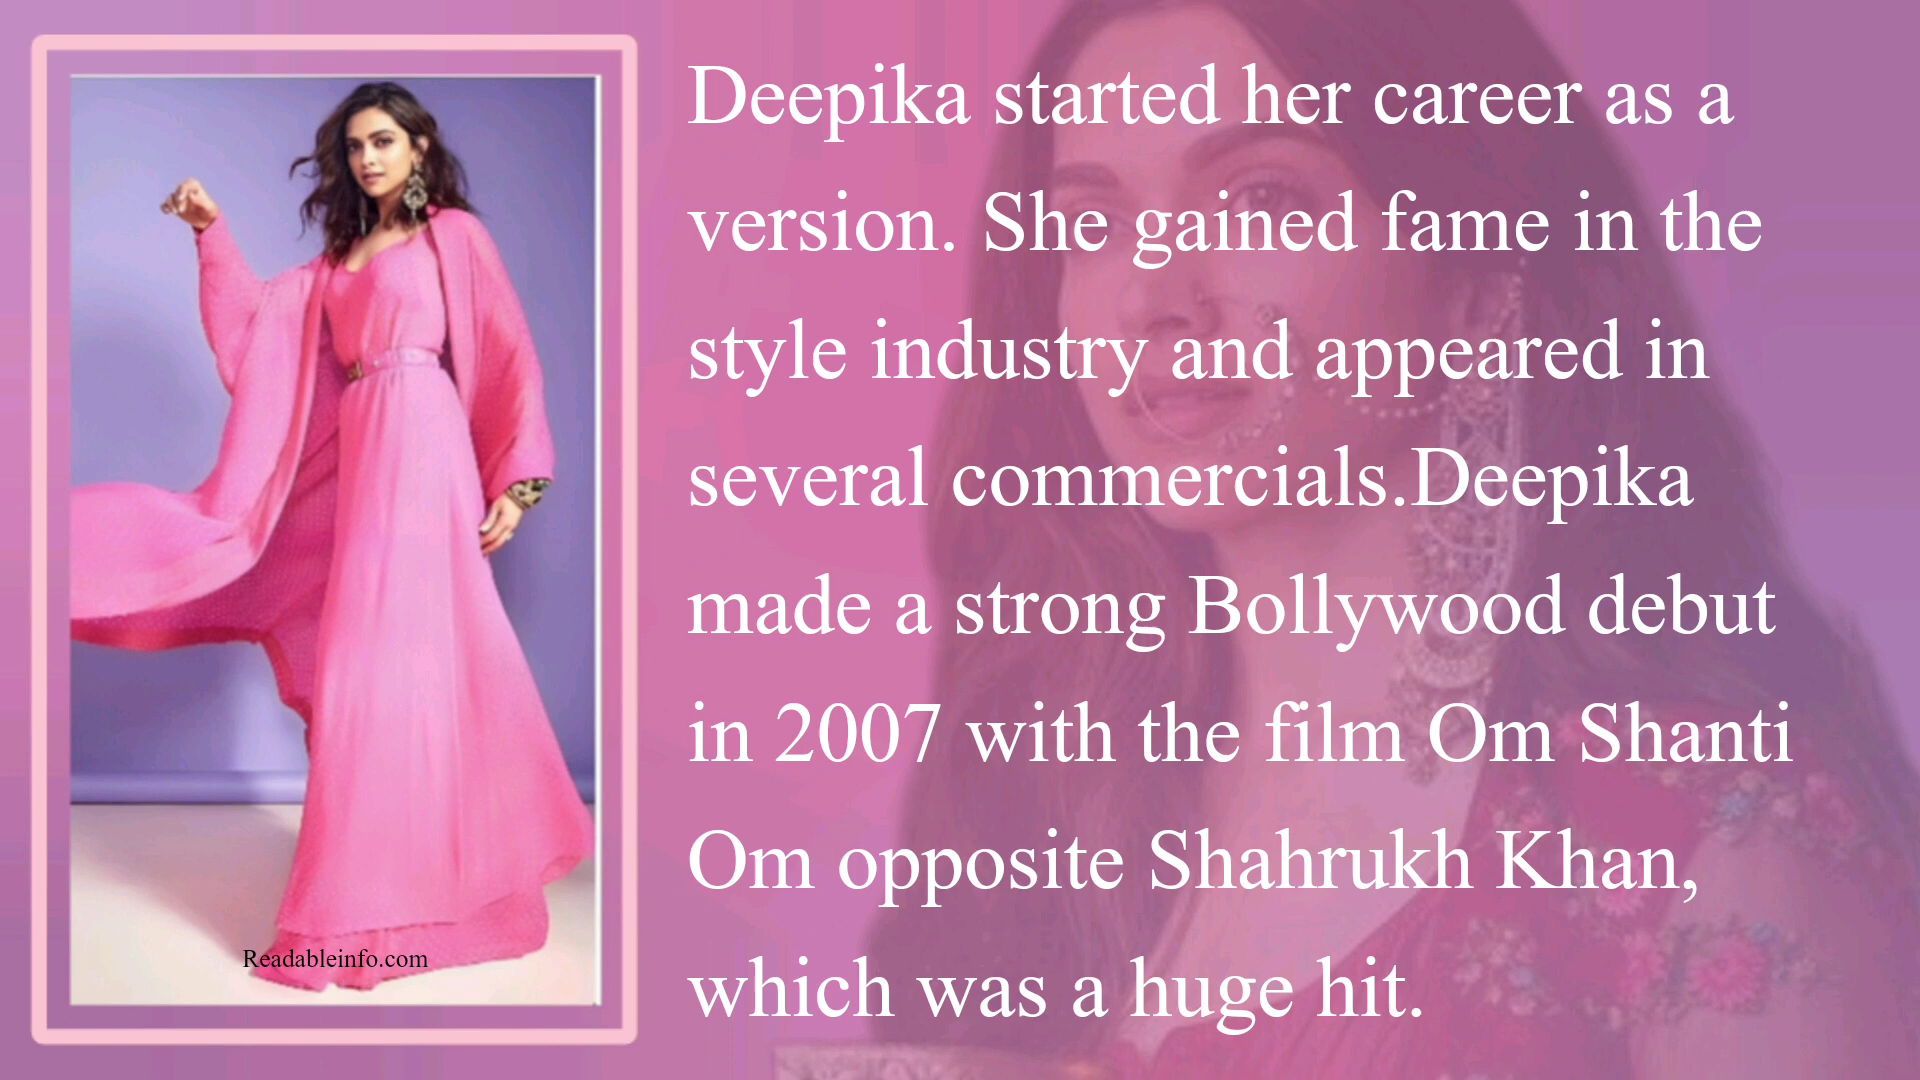 Deepika started her career as a
version. She gained fame in the
style industry and appeared in
several commercials.Deepika
made a strong Bollywood debut
in 2007 with the film Om Shanti
Om opposite Shahrukh Khan,
which was a huge hit.
Readableinfo.com